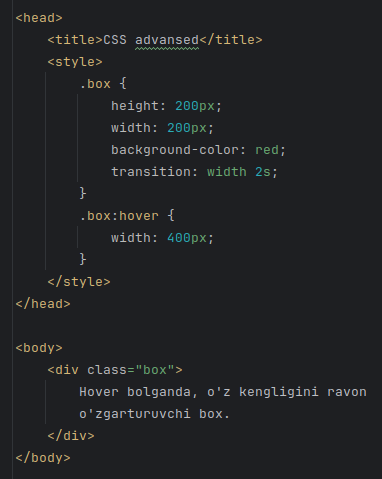 <head>
    <title>CSS advansed</title>
    <style>
        .box {
            height: 200px;
            width: 200px;
            background-color: red;
            transition: width 2s;
        }
        .box:hover {
            width: 400px;
        }
    </style>
</head>

<body>
    <div class="box">
        Hover bolganda, o'z kengligini ravon
        o'zgarturuvchi box.
    </div>
</body>